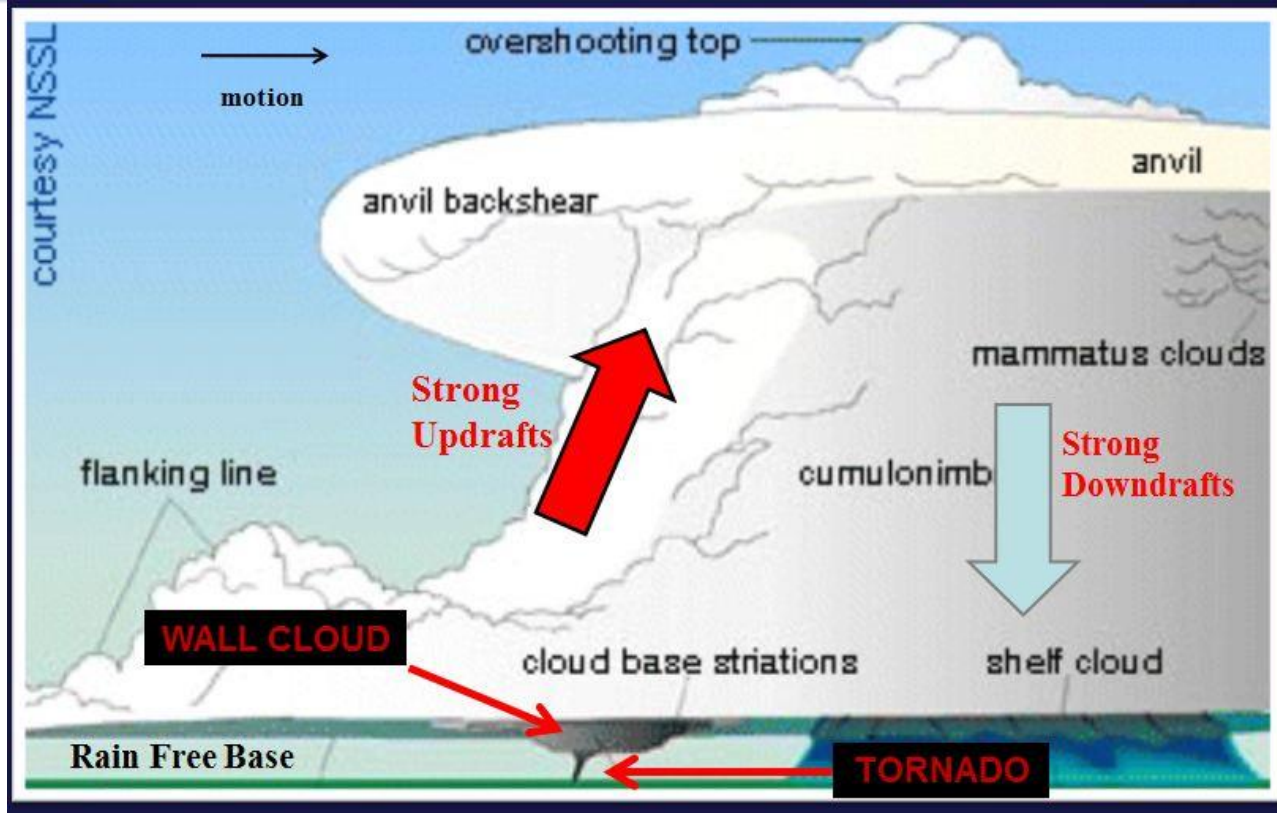 courtesy NSSL
motion
overshooting top
anvil
anvil backshear
mammatus clouds
Strong
Updrafts
Strong
Downdrafts
flanking line
cumulonimb
WALL CLOUD
cloud base striations
shelf cloud
Rain Free Base
TORNADO